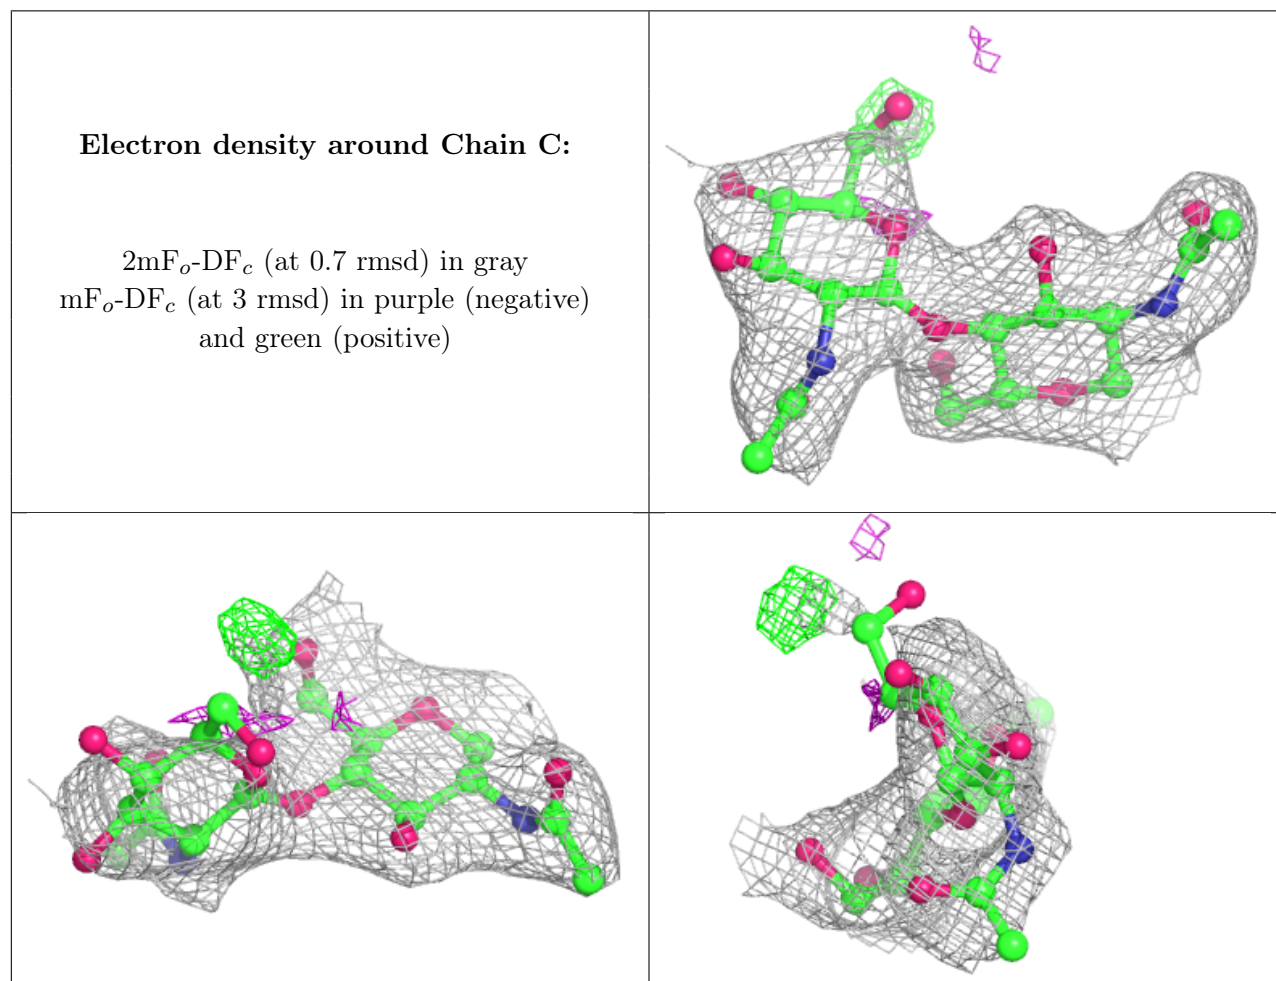 Electron density around Chain C:
2mFo-DFc (at 0.7 rmsd) in gray
mFo-DFc (at 3 rmsd) in purple (negative)
and green (positive)